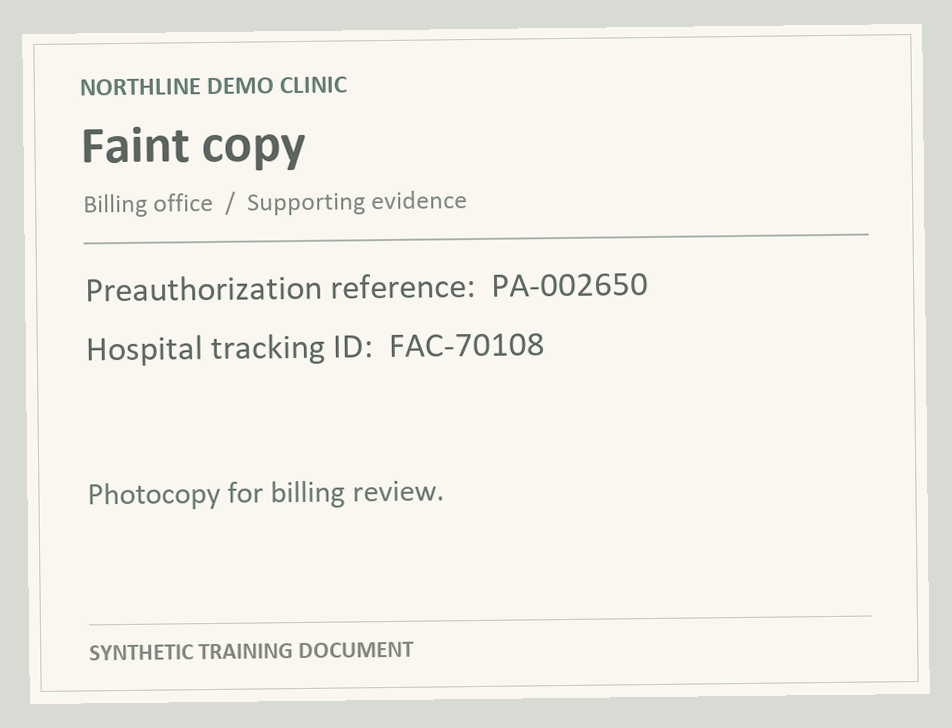 NORTHLINE DEMO CLINIC
Faint copy
Billing office / Supporting evidence
Preauthorization reference: PA-002650
Hospital tracking ID: FAC-70108
Photocopy for billing review.
SYNTHETIC TRAINING DOCUMENT